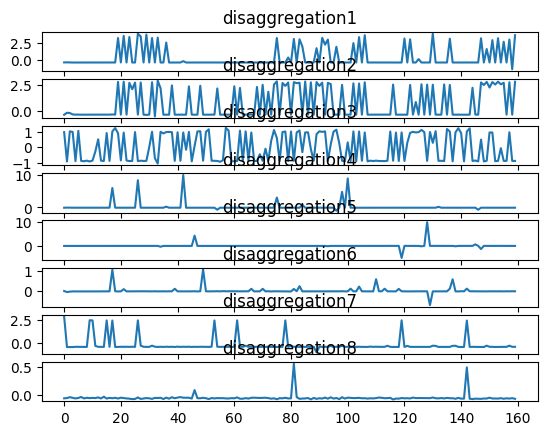 disaggregation1
2.5
0.0
disaggregation2
2.5
0.0
disaggregation3
1
0
−1
disaggregation4
10
0
disaggregation5
10
0
disaggregation6
1
0
disaggregation7
2.5
0.0
disaggregation8
0.5
0.0
0 20 40 60 80 100 120 140 160